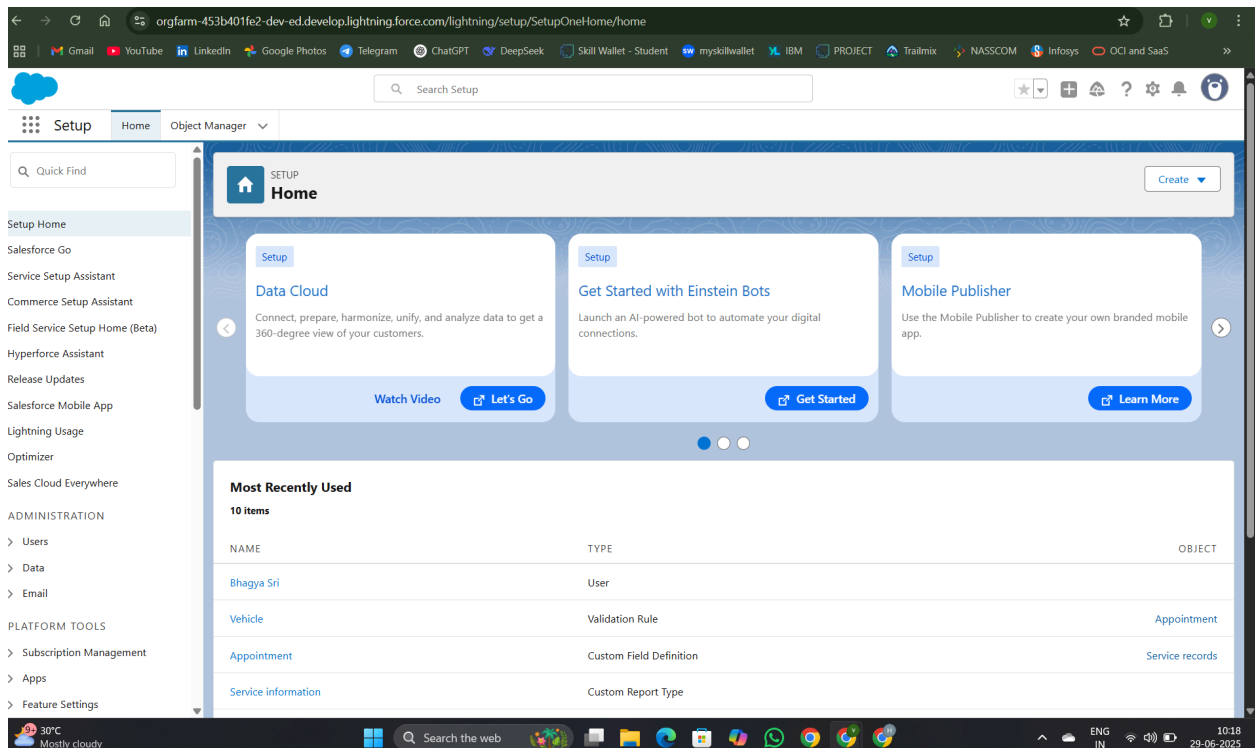 orgfarm-453b401fe2-dev-ed.develop.lightning.force.com/lightning/setup/SetupOneHome/home
V
Gmail YouTube LinkedIn Google Photos Telegram ChatGPT DeepSeek Skill Wallet - Student sw myskillwallet IBM PROJECT Trailmix NASSCOM Infosys OCI and SaaS »
Search Setup
Setup Home Object Manager
Quick Find
Setup Home
Salesforce Go
Service Setup Assistant
Commerce Setup Assistant
Field Service Setup Home (Beta)
Hyperforce Assistant
Release Updates
Salesforce Mobile App
Lightning Usage
Optimizer
Sales Cloud Everywhere
ADMINISTRATION
> Users
> Data
> Email
PLATFORM TOOLS
> Subscription Management
> Apps
> Feature Settings
SETUP
Home
Create
Setup
Data Cloud
Connect, prepare, harmonize, unify, and analyze data to get a
360-degree view of your customers.
Watch Video Let's Go
Setup
Get Started with Einstein Bots
Launch an AI-powered bot to automate your digital
connections.
Get Started
Setup
Mobile Publisher
Use the Mobile Publisher to create your own branded mobile
app.
Learn More
Most Recently Used
10 items
NAME TYPE OBJECT
Bhagya Sri User
Vehicle Validation Rule Appointment
Appointment Custom Field Definition Service records
Service information Custom Report Type
9+
30°C
Mostly cloudy
Search the web
ENG
IN
10:18
29-06-2025